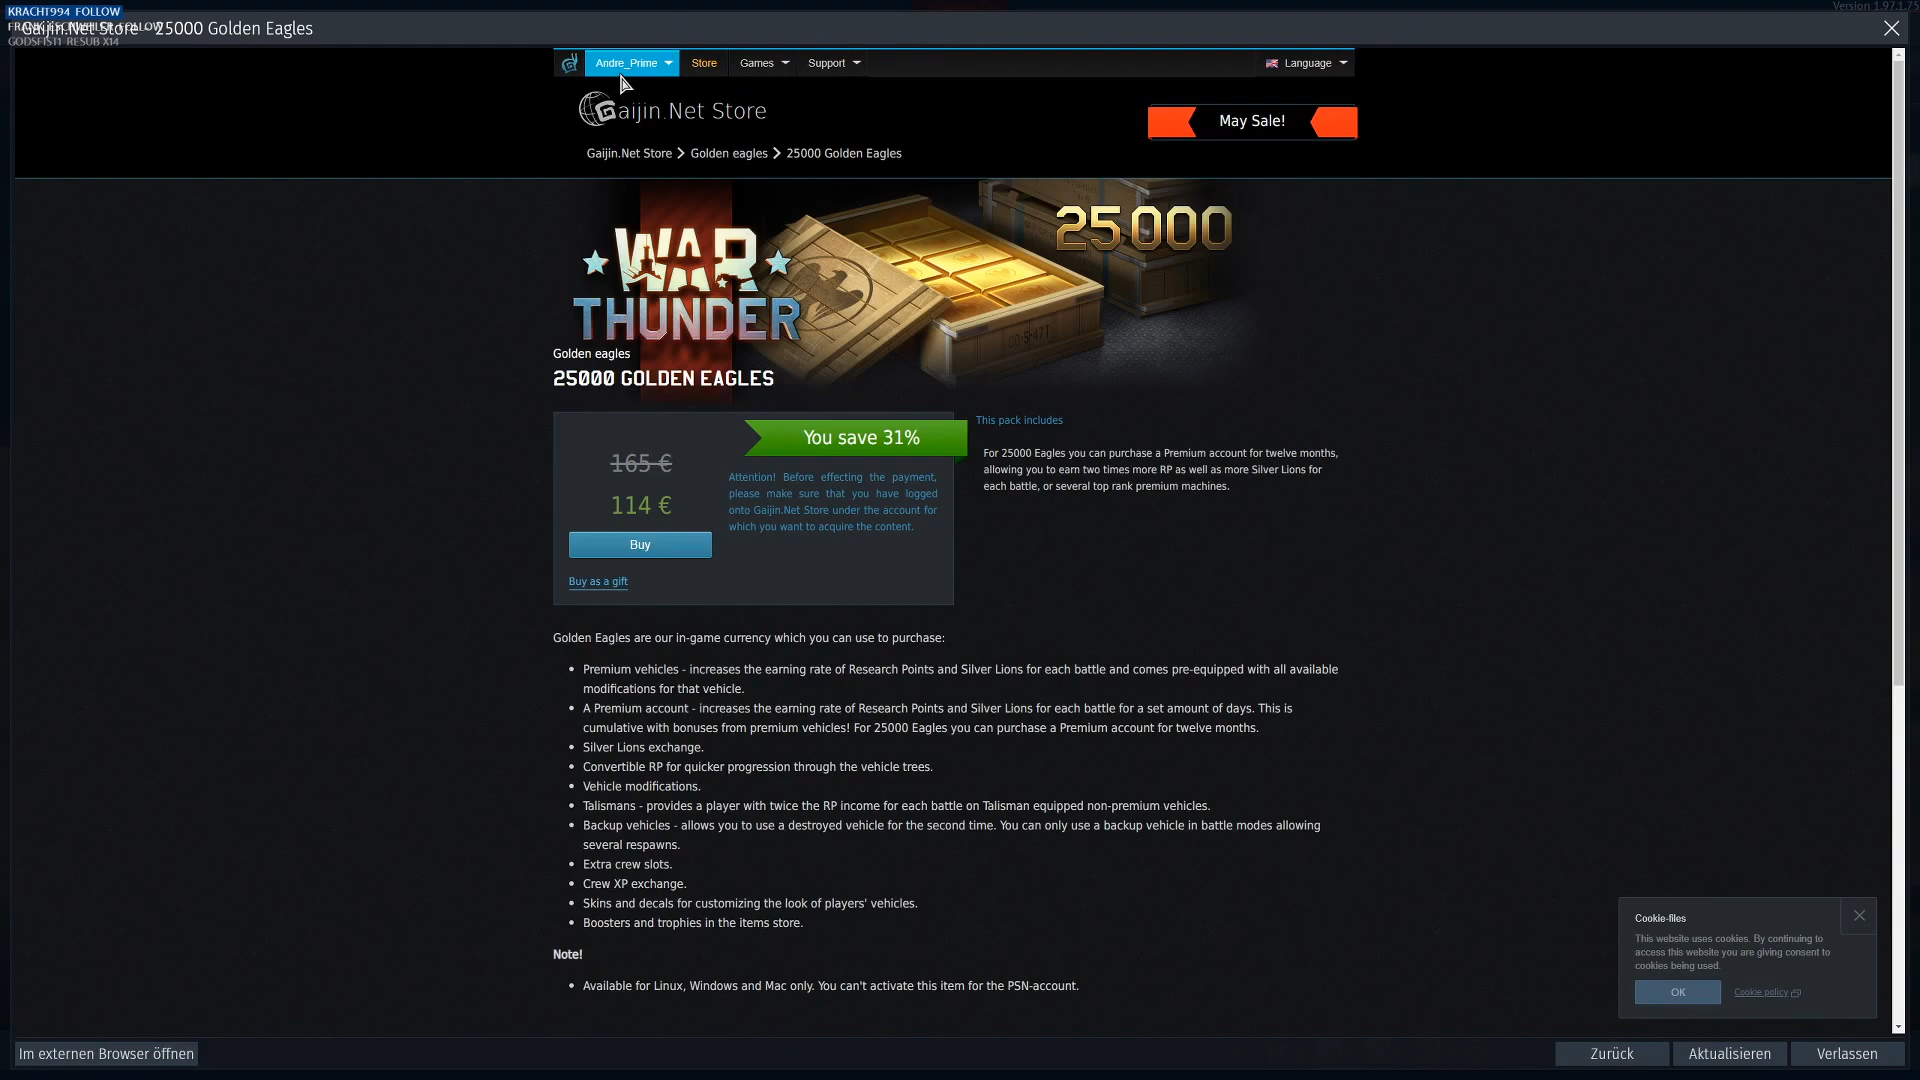 Version 1.97.1.75
KRACHT994 FOLLOW
GODSFIST1 RESUB X14
Gaijin.Net Store - 25000 Golden Eagles
Andre_Prime
Store
Games
Support
Language
Gaijin.Net Store
May Sale!
Gaijin.Net Store > Golden eagles > 25000 Golden Eagles
25000
WAR
THUNDER
Golden eagles
25000 GOLDEN EAGLES
You save 31%
165 €
114 €
Attention! Before effecting the payment,
please make sure that you have logged
onto Gaijin.Net Store under the account for
which you want to acquire the content.
Buy
Buy as a gift
This pack includes
For 25000 Eagles you can purchase a Premium account for twelve months,
allowing you to earn two times more RP as well as more Silver Lions for
each battle, or several top rank premium machines.
Golden Eagles are our in-game currency which you can use to purchase:
• Premium vehicles - increases the earning rate of Research Points and Silver Lions for each battle and comes pre-equipped with all available
modifications for that vehicle.
• A Premium account - increases the earning rate of Research Points and Silver Lions for each battle for a set amount of days. This is
cumulative with bonuses from premium vehicles! For 25000 Eagles you can purchase a Premium account for twelve months.
• Silver Lions exchange.
• Convertible RP for quicker progression through the vehicle trees.
• Vehicle modifications.
• Talismans - provides a player with twice the RP income for each battle on Talisman equipped non-premium vehicles.
• Backup vehicles - allows you to use a destroyed vehicle for the second time. You can only use a backup vehicle in battle modes allowing
several respawns.
• Extra crew slots.
• Crew XP exchange.
• Skins and decals for customizing the look of players' vehicles.
• Boosters and trophies in the items store.
Note!
• Available for Linux, Windows and Mac only. You can't activate this item for the PSN-account.
Cookie-files
This website uses cookies. By continuing to
access this website you are giving consent to
cookies being used.
OK
Cookie policy
Im externen Browser öffnen
Zurück
Aktualisieren
Verlassen